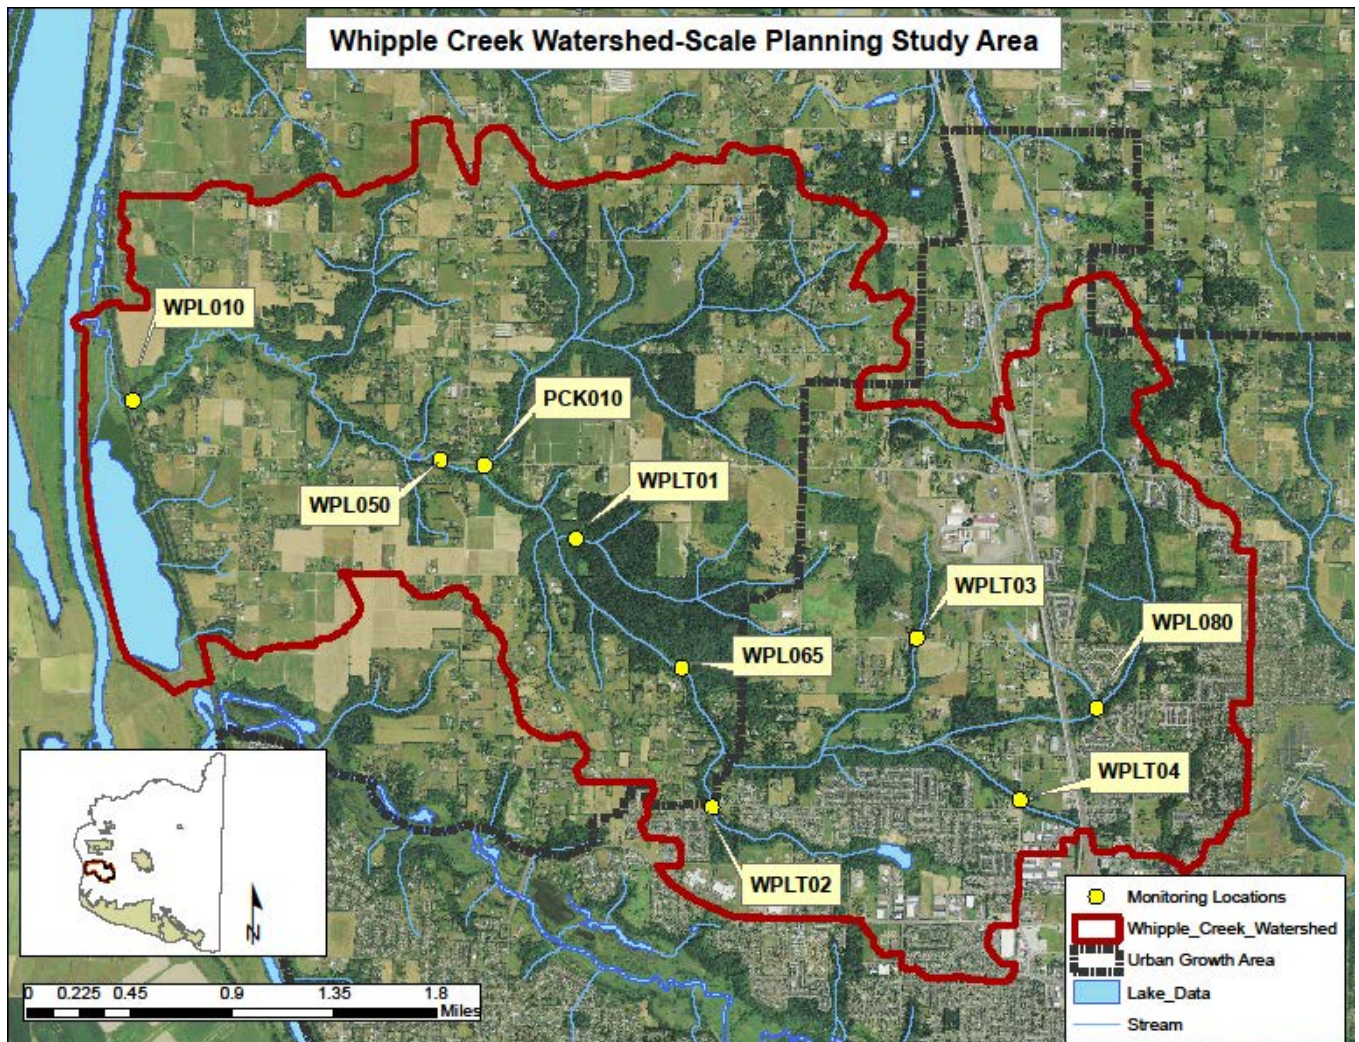 Whipple Creek Watershed-Scale Planning Study Area
WPL010
PCK010
WPLT01
WPL050
WPLT03
WPL080
WPL065
WPLT04
WPLT02
N
Monitoring Locations
Whipple_Creek_Watershed
Urban Growth Area
Lake_Data
Stream
0 0.225 0.45 0.9 1.35 1.8
Miles